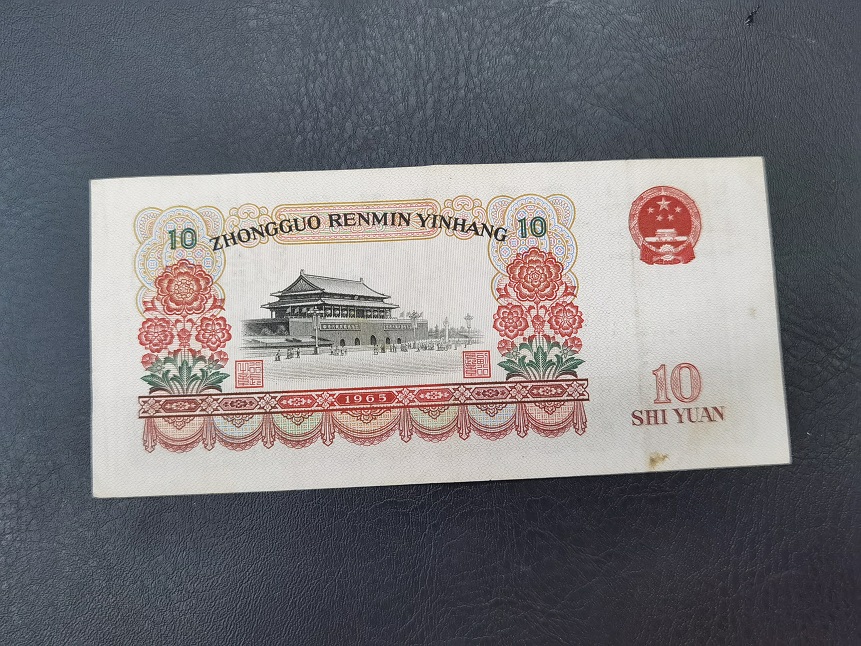 10 ZHONGGUO RENMIN YINHANG 10
1965
10
SHI YUAN